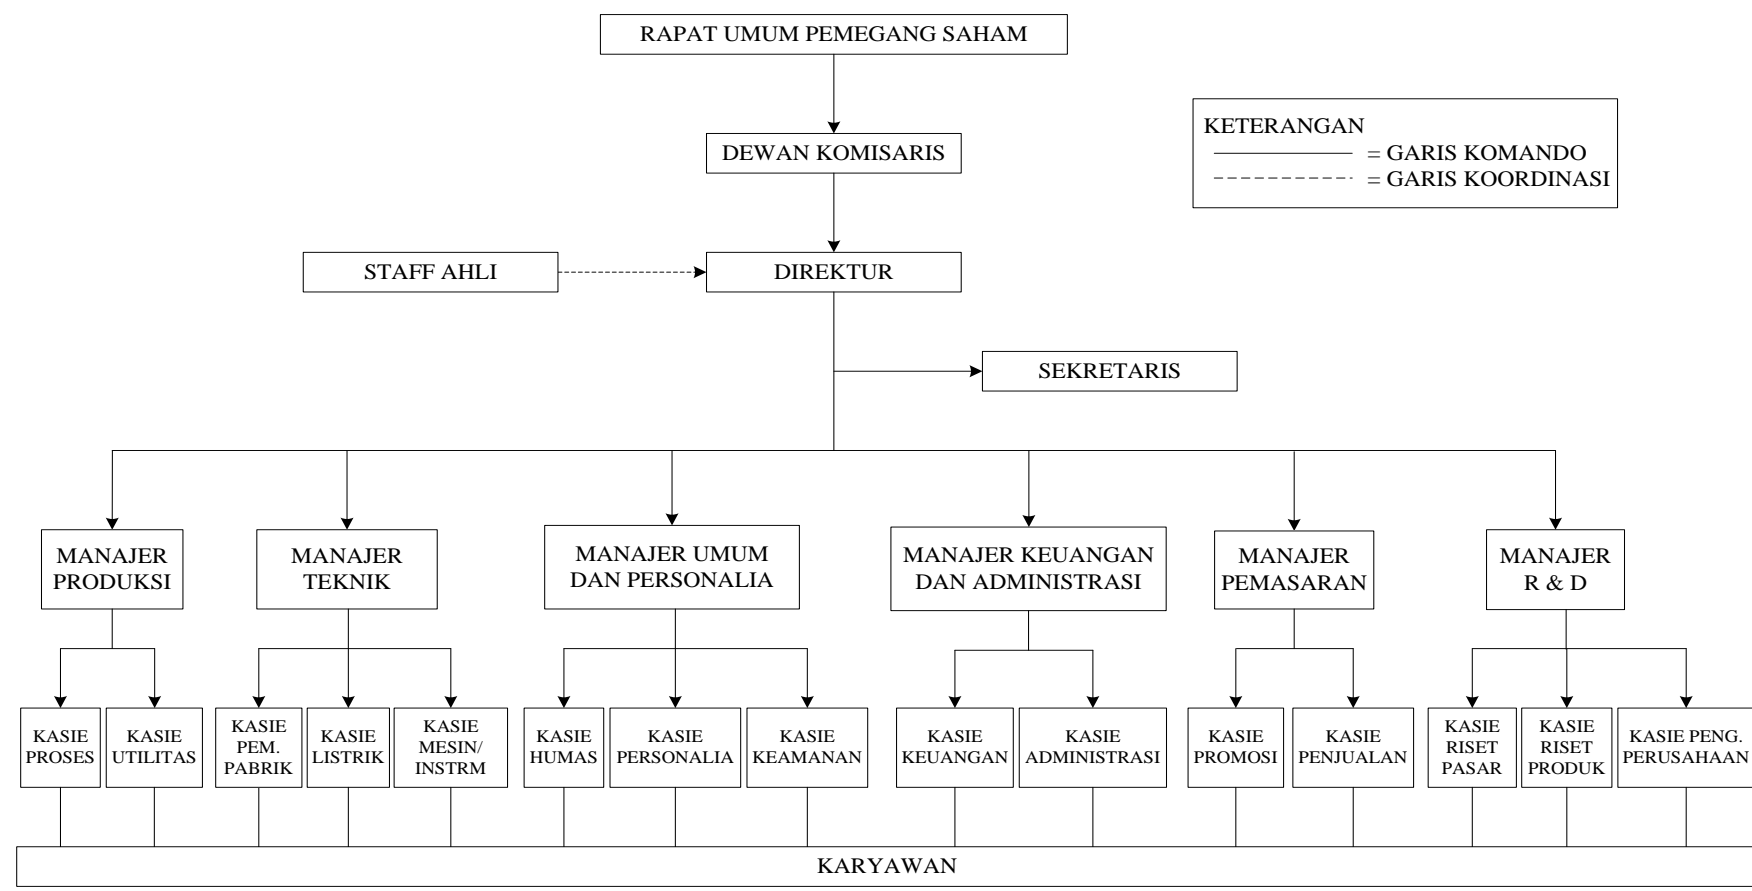 RAPAT UMUM PEMEGANG SAHAM
DEWAN KOMISARIS
KETERANGAN
= GARIS KOMANDO
= GARIS KOORDINASI
STAFF AHLI
DIREKTUR
SEKRETARIS
MANAJER
PRODUKSI
MANAJER
TEKNIK
MANAJER UMUM
DAN PERSONALIA
MANAJER KEUANGAN
DAN ADMINISTRASI
MANAJER
PEMASARAN
MANAJER
R & D
KASIE
PROSES
KASIE
UTILITAS
KASIE
PEM.
PABRIK
KASIE
LISTRIK
KASIE
MESIN/
INSTRM
KASIE
HUMAS
KASIE
PERSONALIA
KASIE
KEAMANAN
KASIE
KEUANGAN
KASIE
ADMINISTRASI
KASIE
PROMOSI
KASIE
PENJUALAN
KASIE
RISET
PASAR
KASIE
RISET
PRODUK
KASIE PENG.
PERUSAHAAN
KARYAWAN